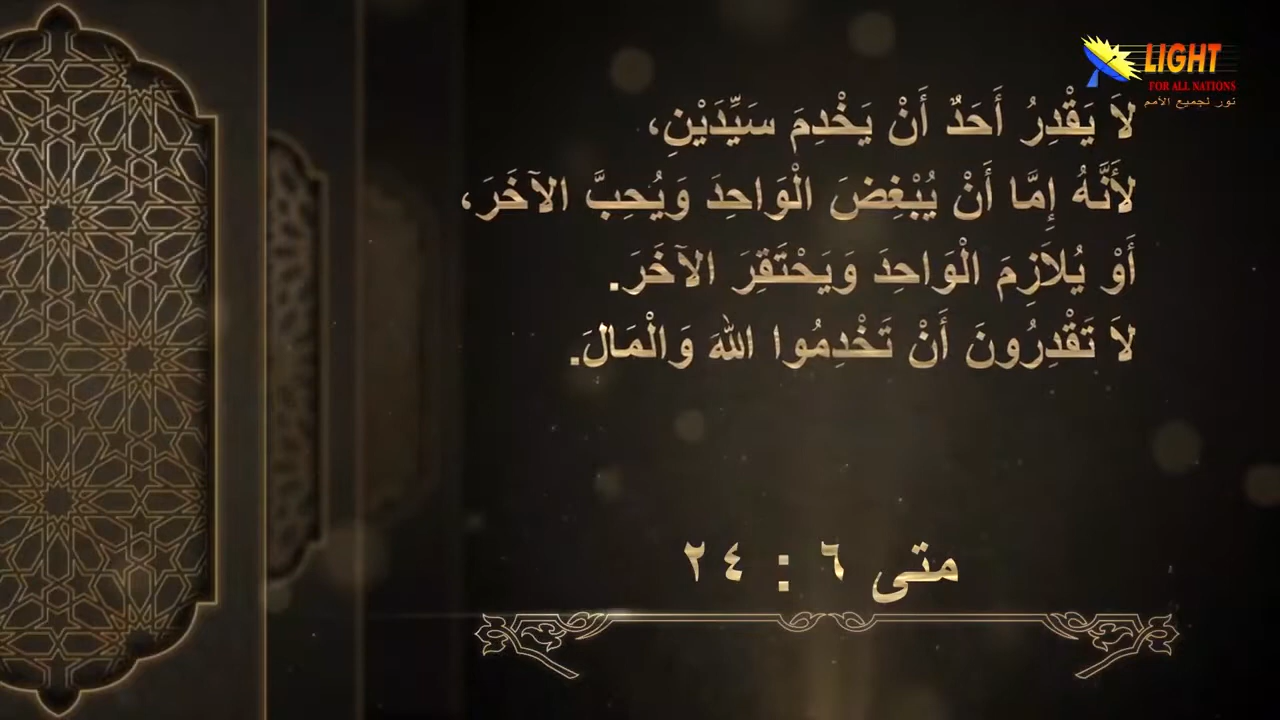 LIGHT
FOR ALL NATIONS
نور لجميع الأمم
لاَ يَقْدِرُ أَحَدٌ أَنْ يَخْدِمَ سَيِّدَيْنِ،
لأَنَّهُ إِمَّا أَنْ يُبْغِضَ الْوَاحِدَ وَيُحِبَّ الآخَرَ،
أَوْ يُلاَزِمَ الْوَاحِدَ وَيَحْتَقِرَ الآخَرَ.
لاَ تَقْدِرُونَ أَنْ تَخْدِمُوا اللهَ وَالْمَالَ.
متى ٦ : ٢٤